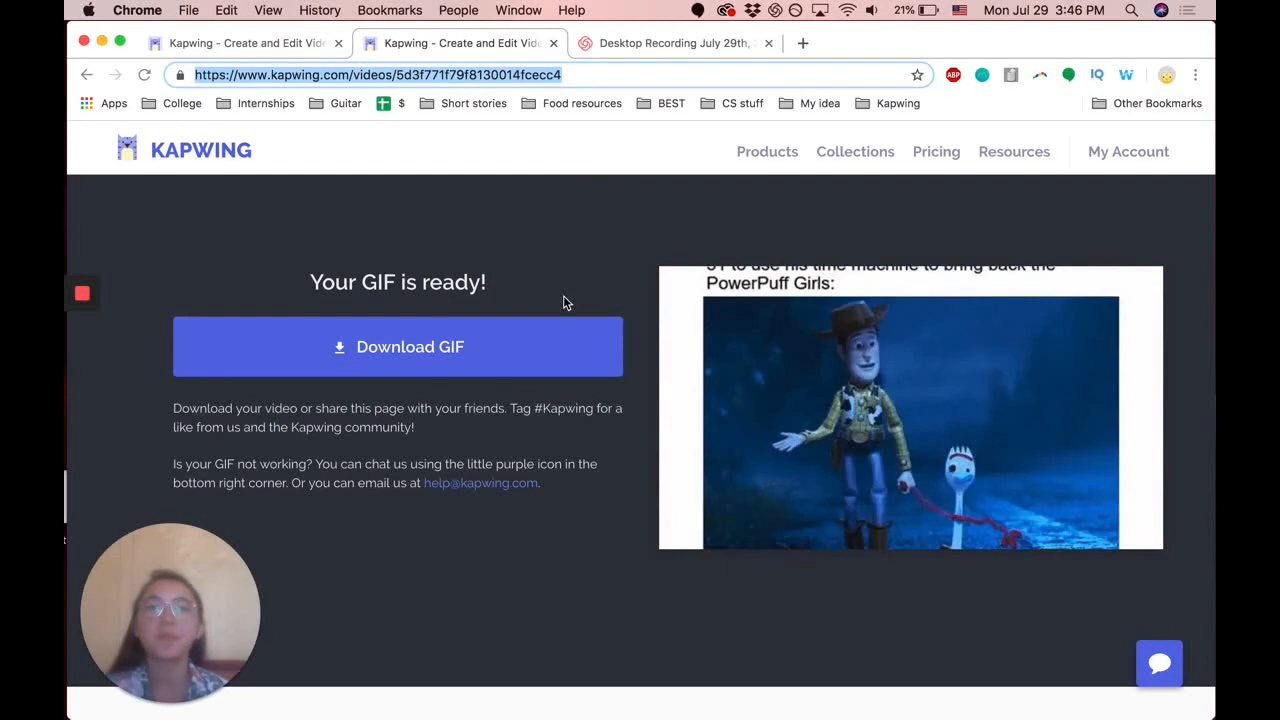 Chrome File Edit View History Bookmarks People Window Help 21% Mon Jul 29 3:46 PM
Kapwing - Create and Edit Vide
Kapwing - Create and Edit Vide
Desktop Recording July 29th,
https://www.kapwing.com/videos/5d3f771f79f8130014fcecc4
ABP IQ W
Apps College Internships Guitar $ Short stories Food resources BEST CS stuff My idea Kapwing Other Bookmarks
KAPWING Products Collections Pricing Resources My Account
to use his time machine to bring back the
PowerPuff Girls:
Your GIF is ready!
Download GIF
Download your video or share this page with your friends. Tag #Kapwing for a
like from us and the Kapwing community!
Is your GIF not working? You can chat us using the little purple icon in the
bottom right corner. Or you can email us at help@kapwing.com.